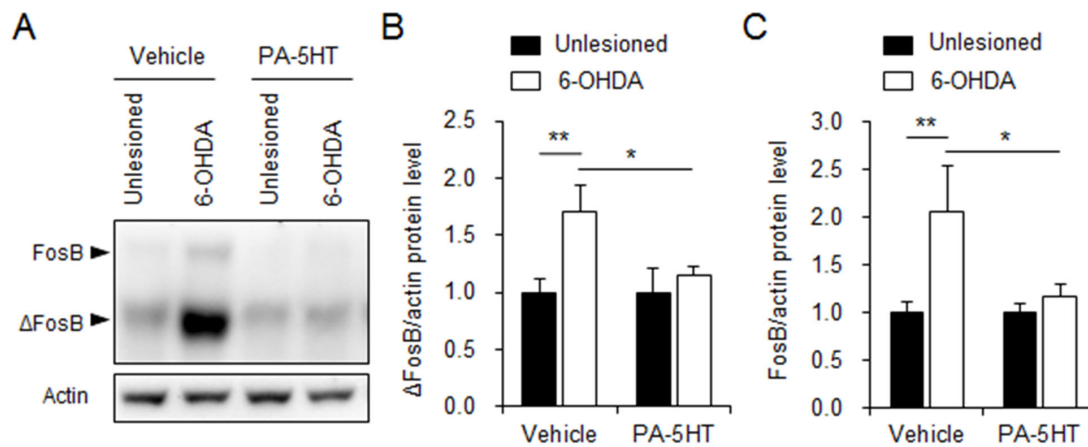 A
Vehicle PA-5HT
Unlesioned 6-OHDA Unlesioned 6-OHDA
FosB
ΔFosB
Actin
B
Unlesioned
6-OHDA
ΔFosB/actin protein level
2.5
2.0
1.5
1.0
0.5
0.0
** *
Vehicle PA-5HT
C
Unlesioned
6-OHDA
FosB/actin protein level
3.0
2.5
2.0
1.5
1.0
0.5
0.0
** *
Vehicle PA-5HT